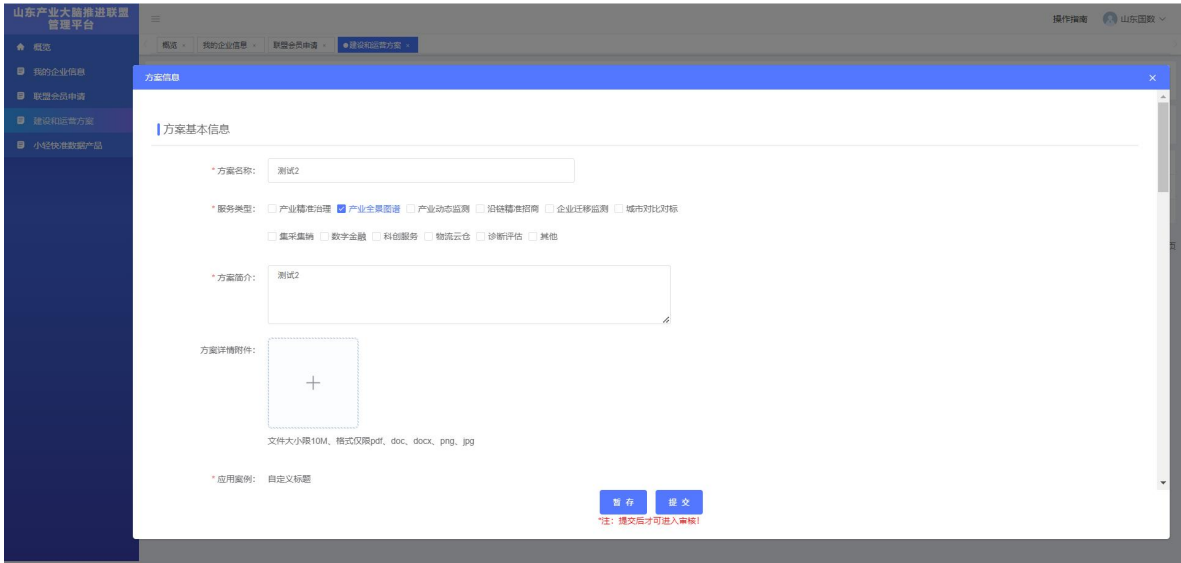 山东产业大脑推进联盟
管理平台
操作指南 山东国数
概览
我的企业信息
联盟会员申请
建设和运营方案
小轻快准数据产品
概览 × 我的企业信息 × 联盟会员申请 × ●建设和运营方案 ×
方案信息 ×
方案基本信息
*方案名称: 测试2
*服务类型: 产业精准治理 产业全景图谱 产业动态监测 沿链精准招商 企业迁移监测 城市对比对标
集采集销 数字金融 科创服务 物流云仓 诊断评估 其他
*方案简介: 测试2
方案详情附件:
文件大小限10M、格式仅限pdf、doc、docx、png、jpg
*应用案例: 自定义标题
暂 存 提 交
*注：提交后才可进入审核！
页